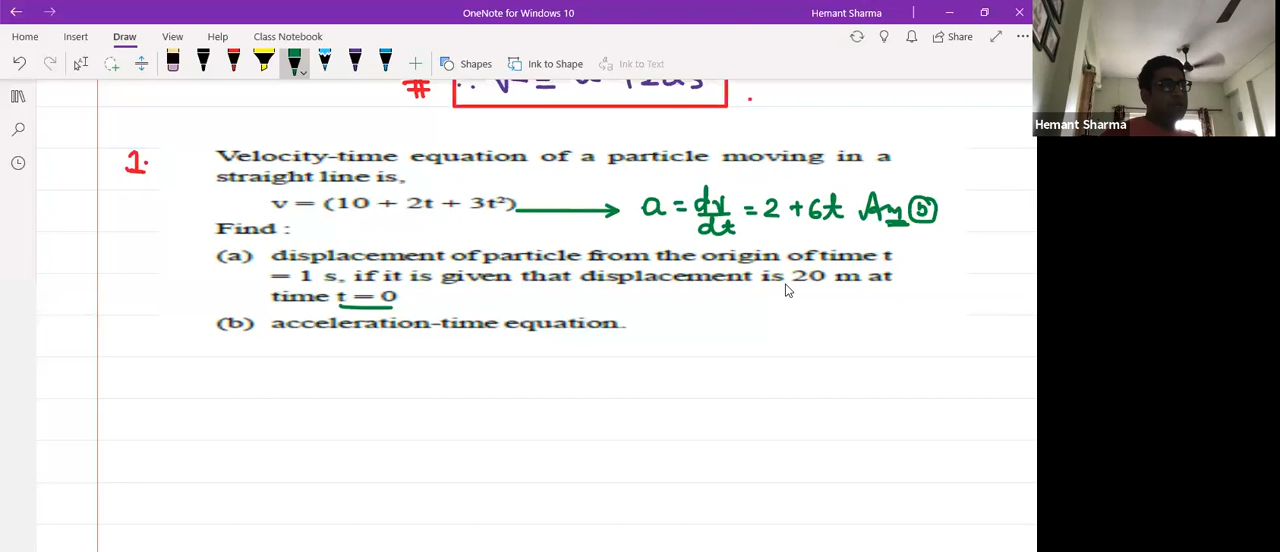 OneNote for Windows 10
Hemant Sharma
Home Insert Draw View Help Class Notebook
Share
Shapes Ink to Shape Ink to Text
Hemant Sharma
# ∴ +2as
1. Velocity-time equation of a particle moving in a
straight line is,
v = (10 + 2t + 3t²) → a = dv/dt = 2 + 6t Ans (b)
Find :
(a) displacement of particle from the origin of time t
= 1 s, if it is given that displacement is 20 m at
time t = 0
(b) acceleration-time equation.